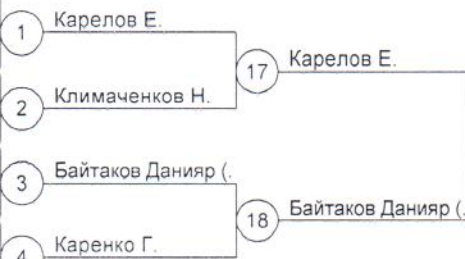 1 Карелов Е.
17 Карелов Е.
2 Климаченков Н.
3 Байтаков Данияр (.
18 Байтаков Данияр (.
4 Каренко Г.